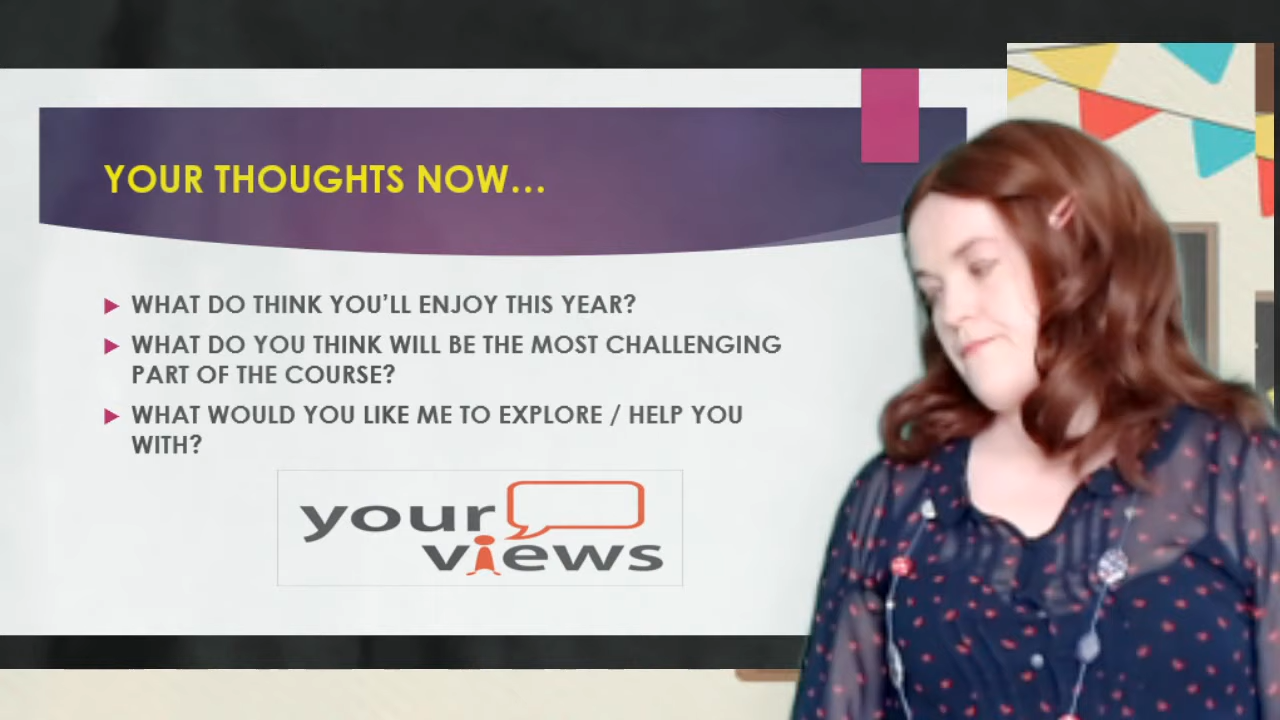 YOUR THOUGHTS NOW...
WHAT DO THINK YOU'LL ENJOY THIS YEAR?
WHAT DO YOU THINK WILL BE THE MOST CHALLENGING
PART OF THE COURSE?
WHAT WOULD YOU LIKE ME TO EXPLORE / HELP YOU
WITH?
your
views